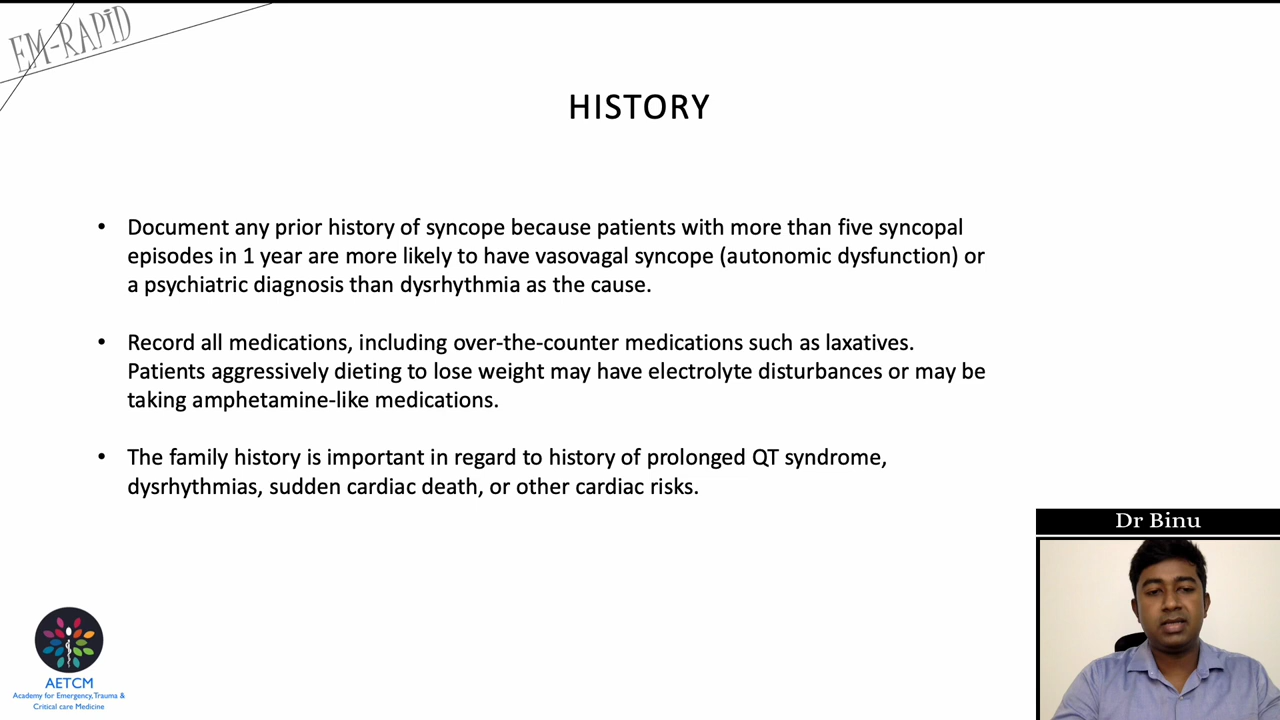 EM-RAPID
HISTORY
• Document any prior history of syncope because patients with more than five syncopal
episodes in 1 year are more likely to have vasovagal syncope (autonomic dysfunction) or
a psychiatric diagnosis than dysrhythmia as the cause.
• Record all medications, including over-the-counter medications such as laxatives.
Patients aggressively dieting to lose weight may have electrolyte disturbances or may be
taking amphetamine-like medications.
• The family history is important in regard to history of prolonged QT syndrome,
dysrhythmias, sudden cardiac death, or other cardiac risks.
Dr Binu
AETCM
Academy for Emergency,Trauma &
Critical care Medicine